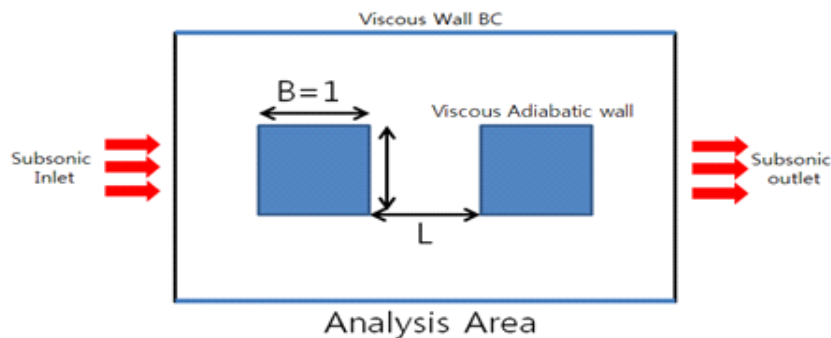 Viscous Wall BC
B=1
Viscous Adiabatic wall
Subsonic
Inlet
Subsonic
outlet
L
Analysis Area